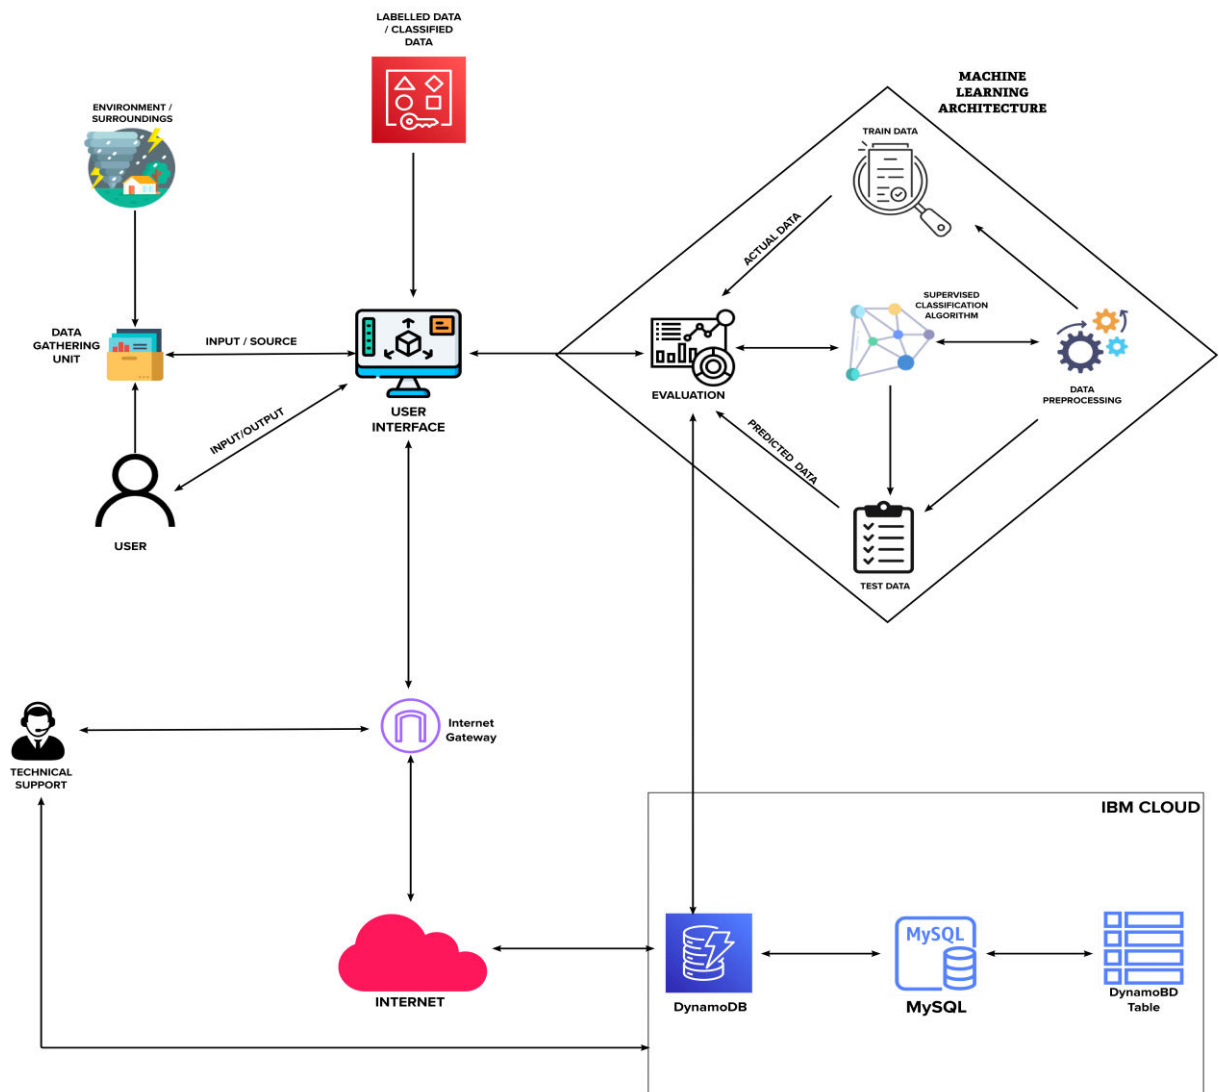 LABELLED DATA
/ CLASSIFIED
DATA
MACHINE
LEARNING
ARCHITECTURE
ENVIRONMENT /
SURROUNDINGS
TRAIN DATA
ACTUAL DATA
SUPERVISED
CLASSIFICATION
ALGORITHM
DATA
GATHERING
UNIT
INPUT / SOURCE
EVALUATION
DATA
PREPROCESSING
USER
INTERFACE
INPUT/OUTPUT
PREDICTED DATA
USER
TEST DATA
Internet
Gateway
TECHNICAL
SUPPORT
IBM CLOUD
MySQL
INTERNET
DynamoDB
MySQL
DynamoBD
Table